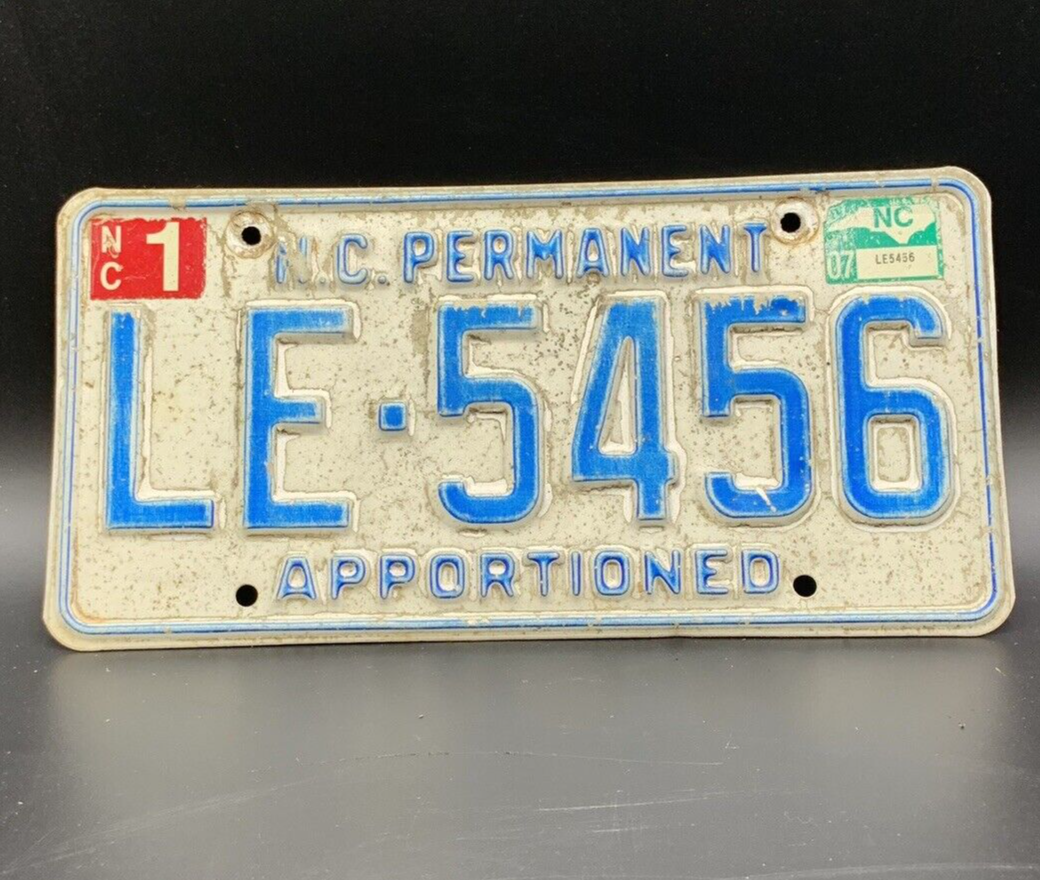 NC 1
N.C. PERMANENT
NC
07 LE5456
LE·5456
APPORTIONED